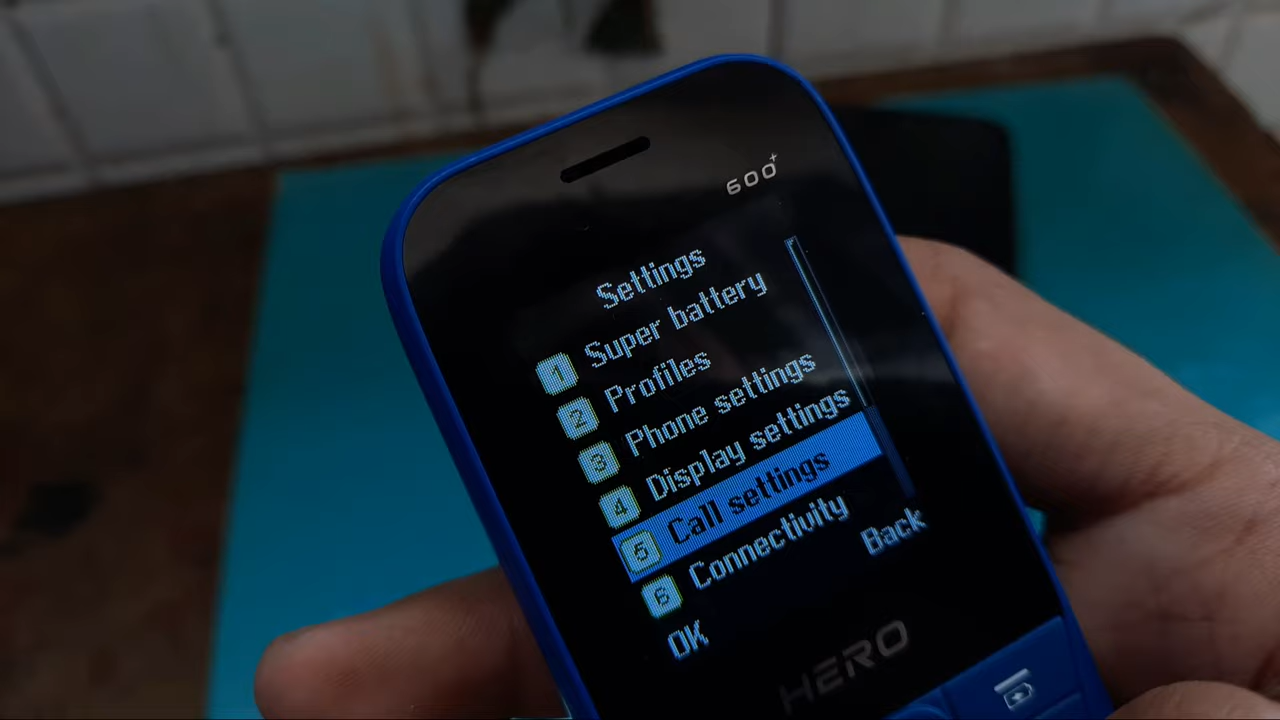 600+
Settings
1 Super battery
2 Profiles
3 Phone settings
4 Display settings
5 Call settings
6 Connectivity
OK Back
HERO